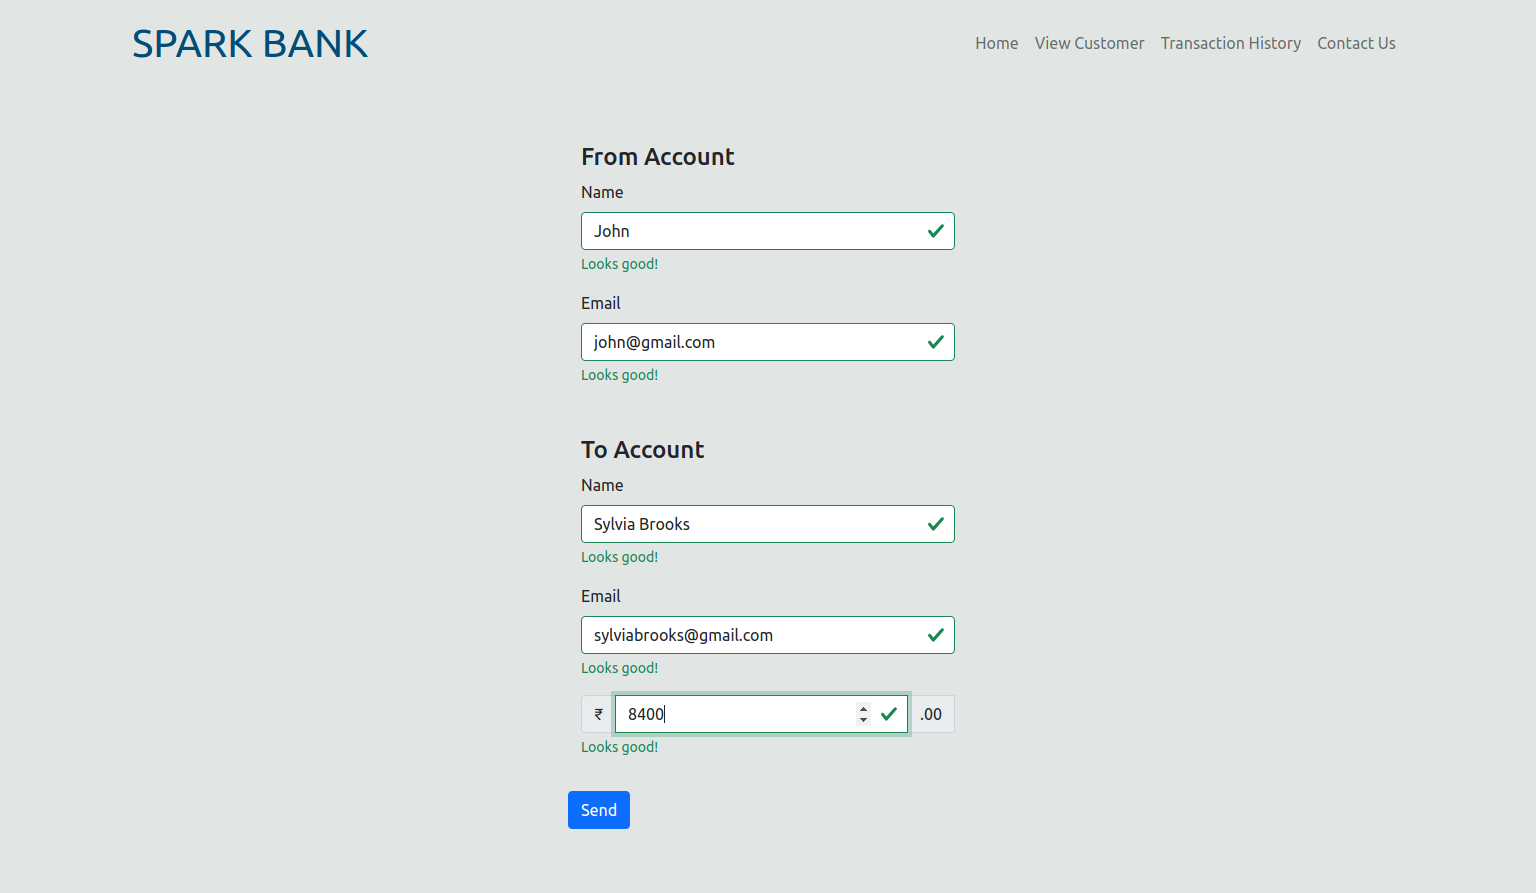 SPARK BANK
Home View Customer Transaction History Contact Us
From Account
Name
John
Looks good!
Email
john@gmail.com
Looks good!
To Account
Name
Sylvia Brooks
Looks good!
Email
sylviabrooks@gmail.com
Looks good!
₹ 8400 .00
Looks good!
Send